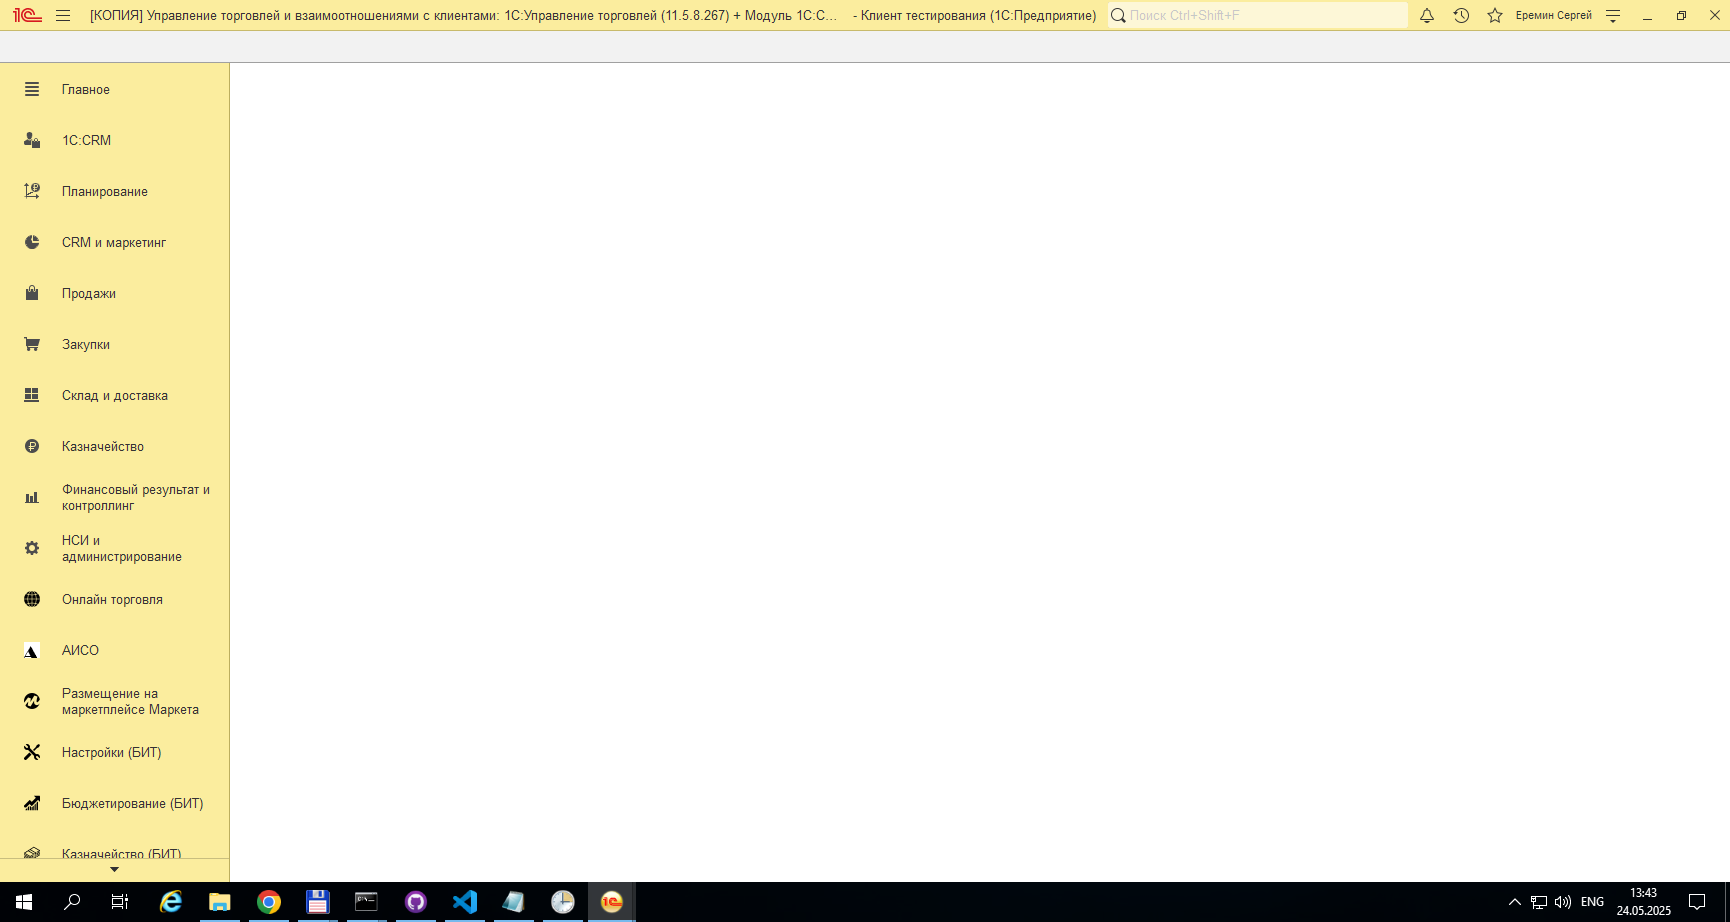 [КОПИЯ] Управление торговлей и взаимоотношениями с клиентами: 1С:Управление торговлей (11.5.8.267) + Модуль 1С:С... - Клиент тестирования (1С:Предприятие)
Поиск Ctrl+Shift+F
Еремин Сергей
Главное
1С:CRM
Планирование
CRM и маркетинг
Продажи
Закупки
Склад и доставка
Казначейство
Финансовый результат и
контроллинг
НСИ и
администрирование
Онлайн торговля
АИСО
Размещение на
маркетплейсе Маркета
Настройки (БИТ)
Бюджетирование (БИТ)
Казначейство (БИТ)
ENG
13:43
24.05.2025